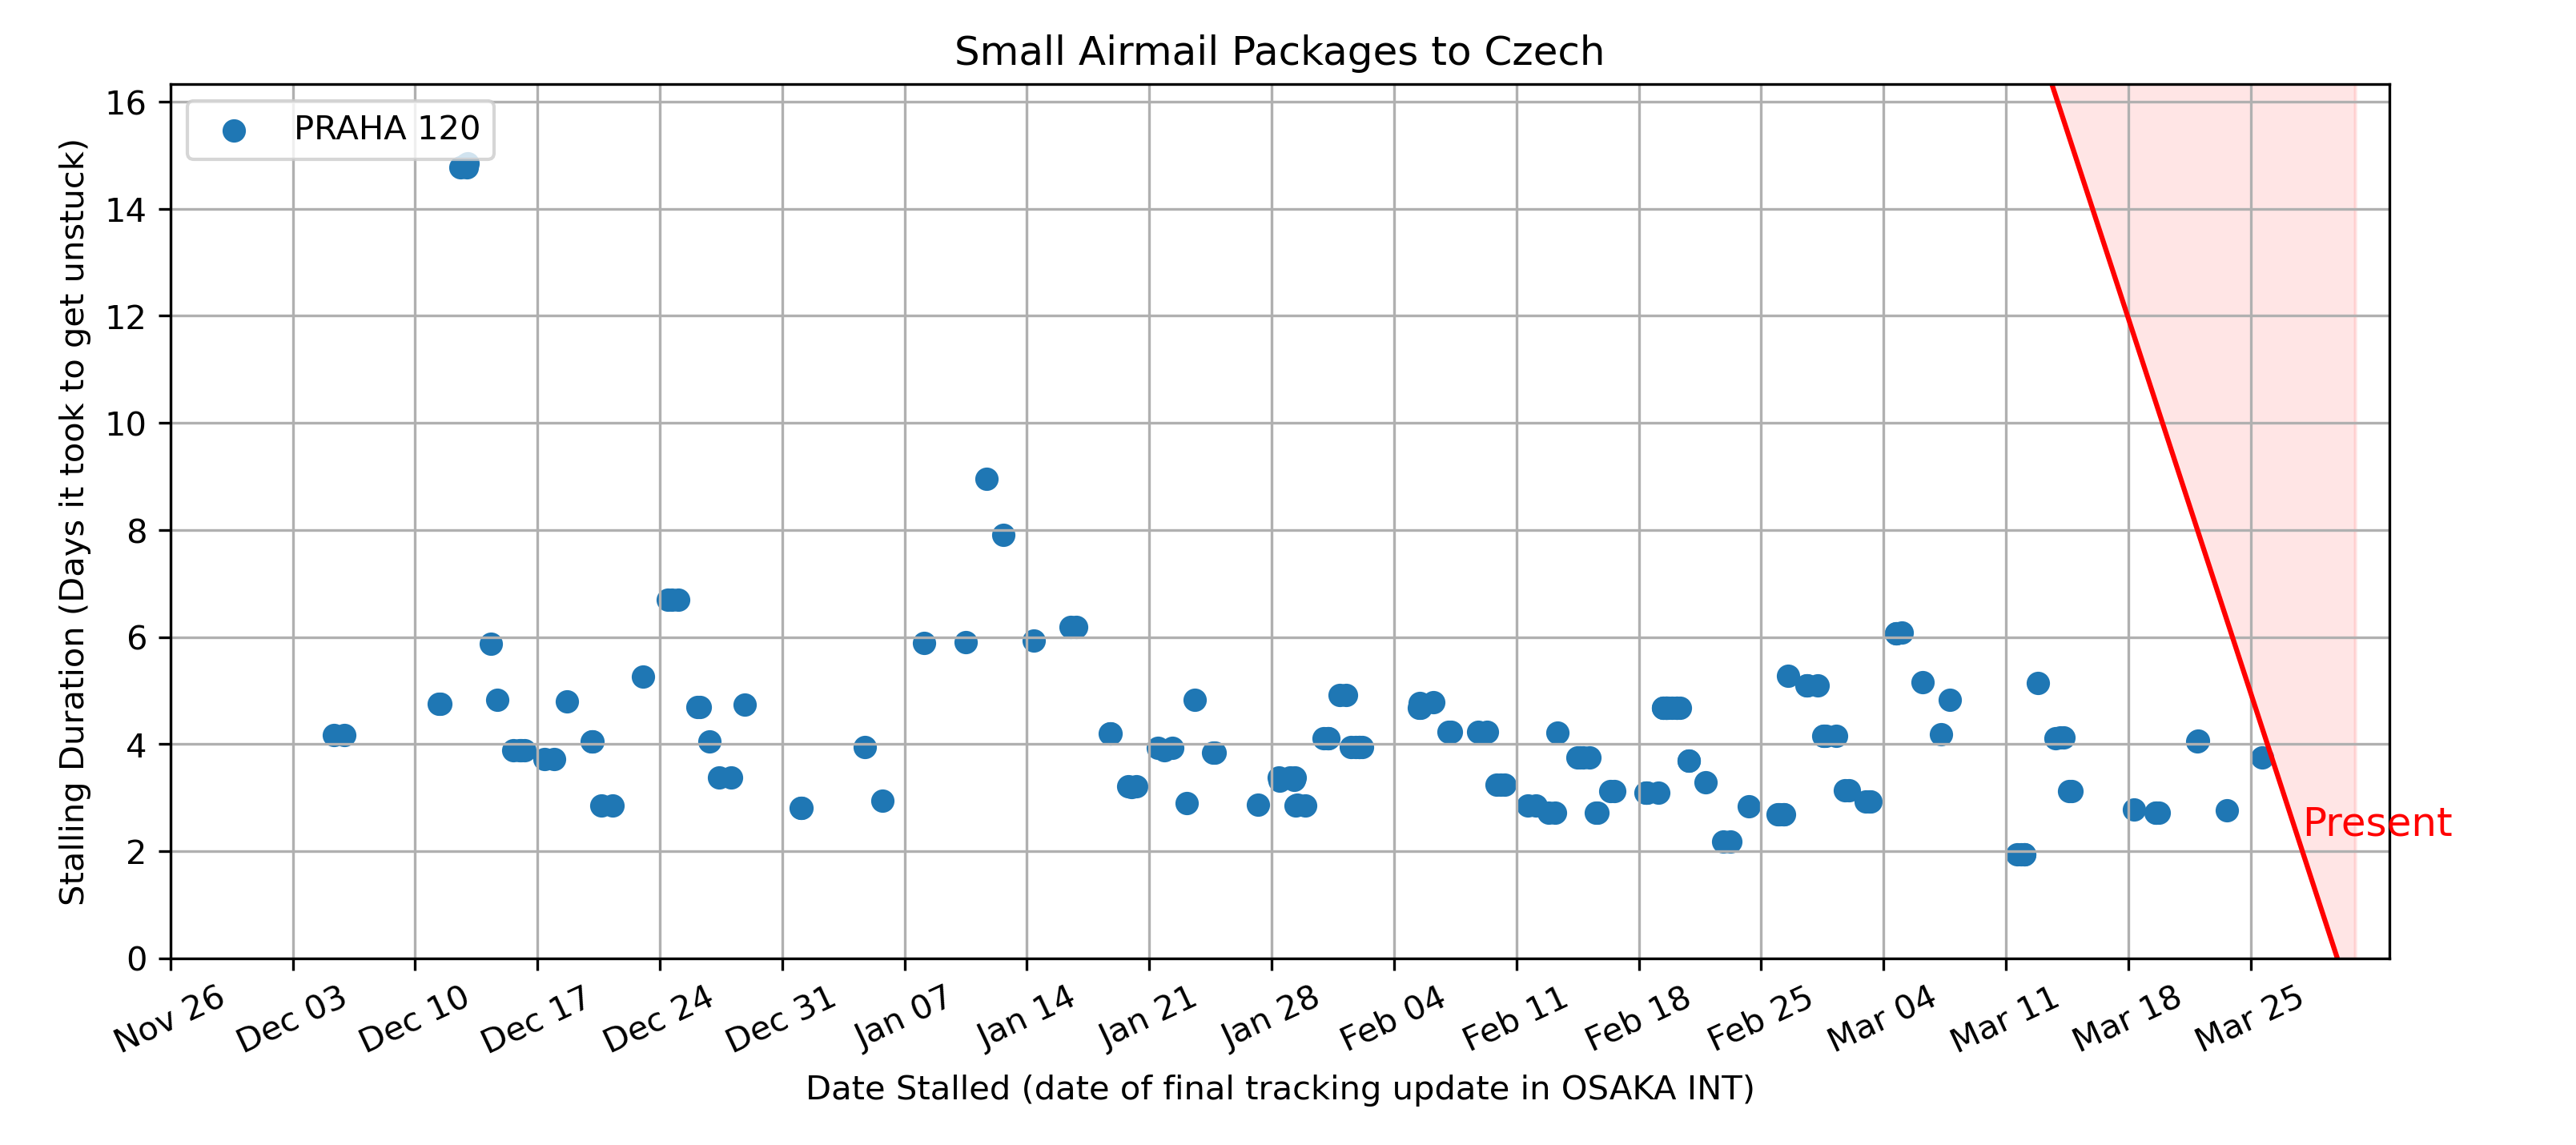 Small Airmail Packages to Czech
PRAHA 120
Stalling Duration (Days it took to get unstuck)
16
14
12
10
8
6
4
2
0
Present
Nov 26
Dec 03
Dec 10
Dec 17
Dec 24
Dec 31
Jan 07
Jan 14
Jan 21
Jan 28
Feb 04
Feb 11
Feb 18
Feb 25
Mar 04
Mar 11
Mar 18
Mar 25
Date Stalled (date of final tracking update in OSAKA INT)